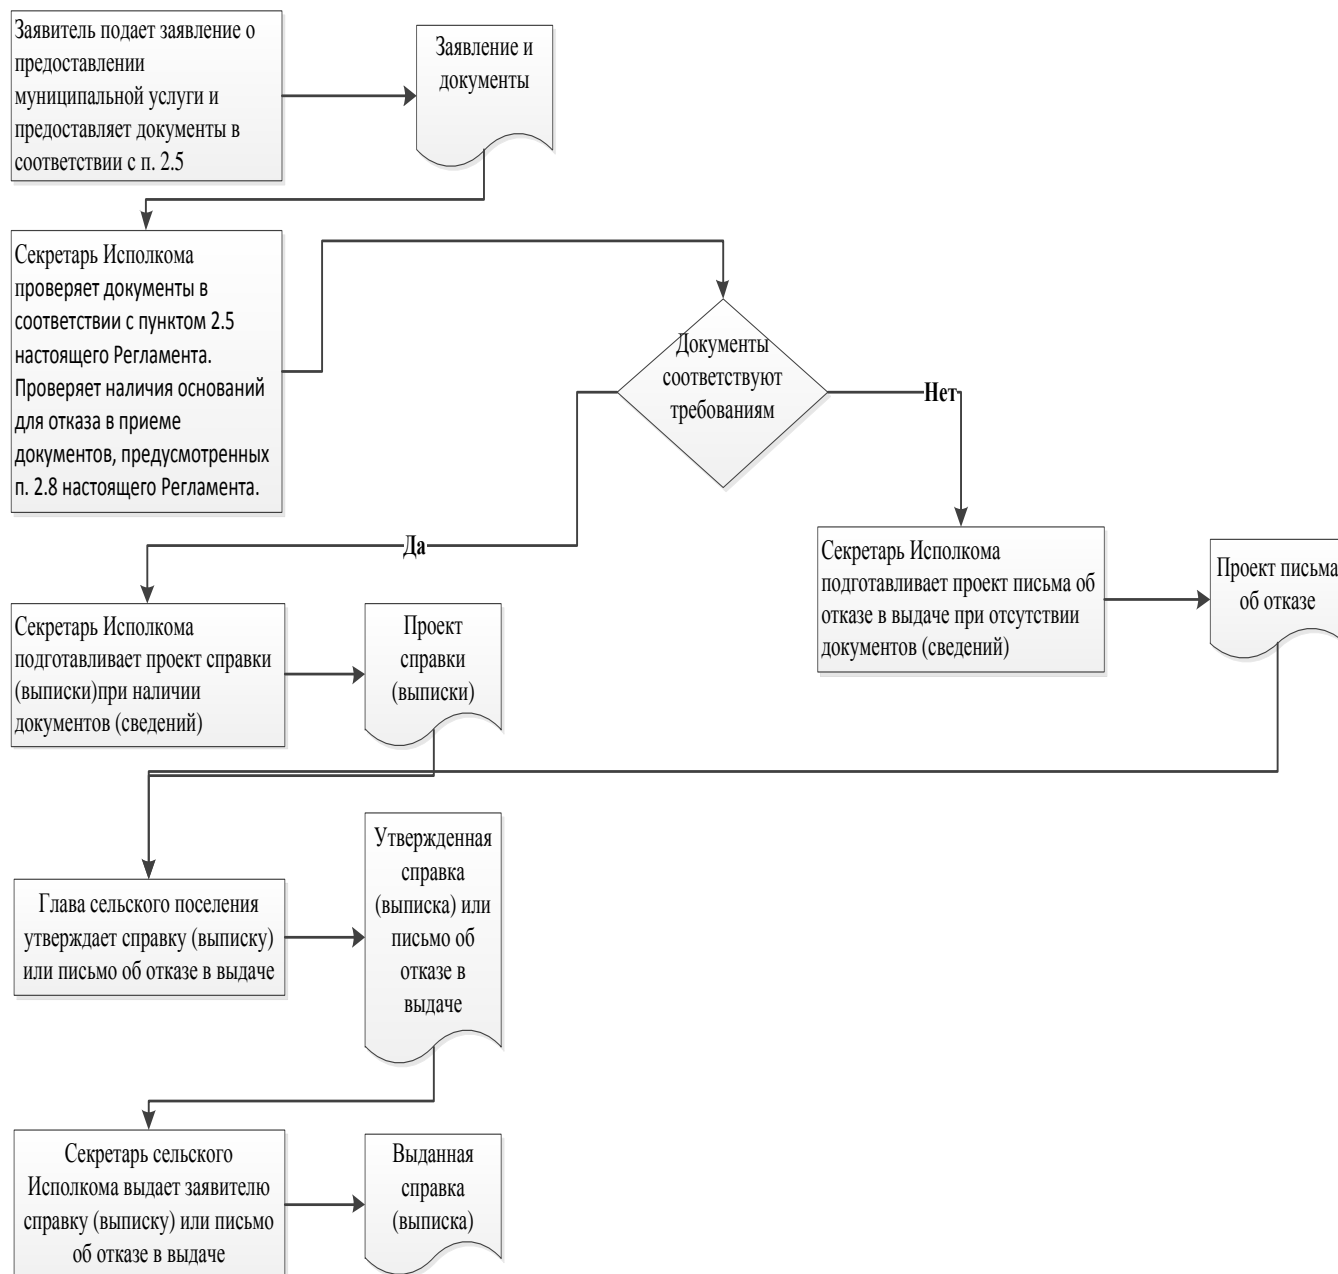 Заявитель подает заявление о
предоставлении
муниципальной услуги и
предоставляет документы в
соответствии с п. 2.5
Заявление и
документы
Секретарь Исполкома
проверяет документы в
соответствии с пунктом 2.5
настоящего Регламента.
Проверяет наличия оснований
для отказа в приеме
документов, предусмотренных
п. 2.8 настоящего Регламента.
Документы
соответствуют
требованиям
Нет
Да
Секретарь Исполкома
подготавливает проект письма об
отказе в выдаче при отсутствии
документов (сведений)
Проект письма
об отказе
Секретарь Исполкома
подготавливает проект справки
(выписки)при наличии
документов (сведений)
Проект
справки
(выписки)
Глава сельского поселения
утверждает справку (выписку)
или письмо об отказе в выдаче
Утвержденная
справка
(выписка) или
письмо об
отказе в
выдаче
Секретарь сельского
Исполкома выдает заявителю
справку (выписку) или письмо
об отказе в выдаче
Выданная
справка
(выписка)